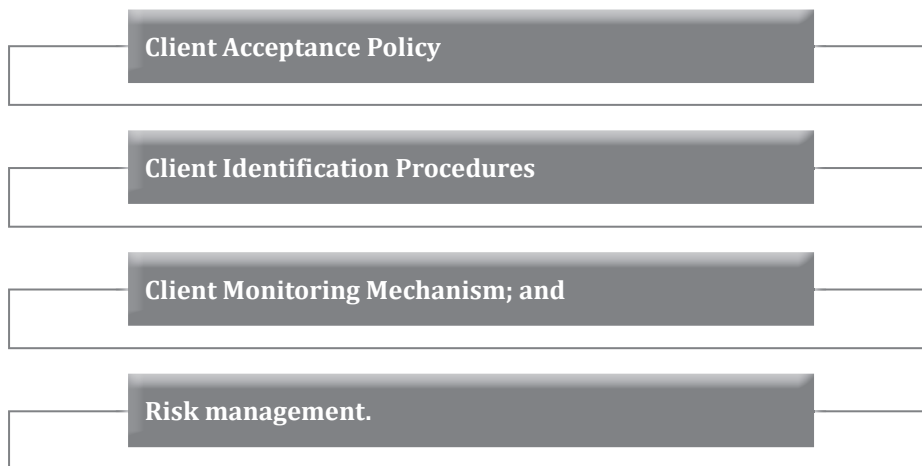 Client Acceptance Policy
Client Identification Procedures
Client Monitoring Mechanism; and
Risk management.